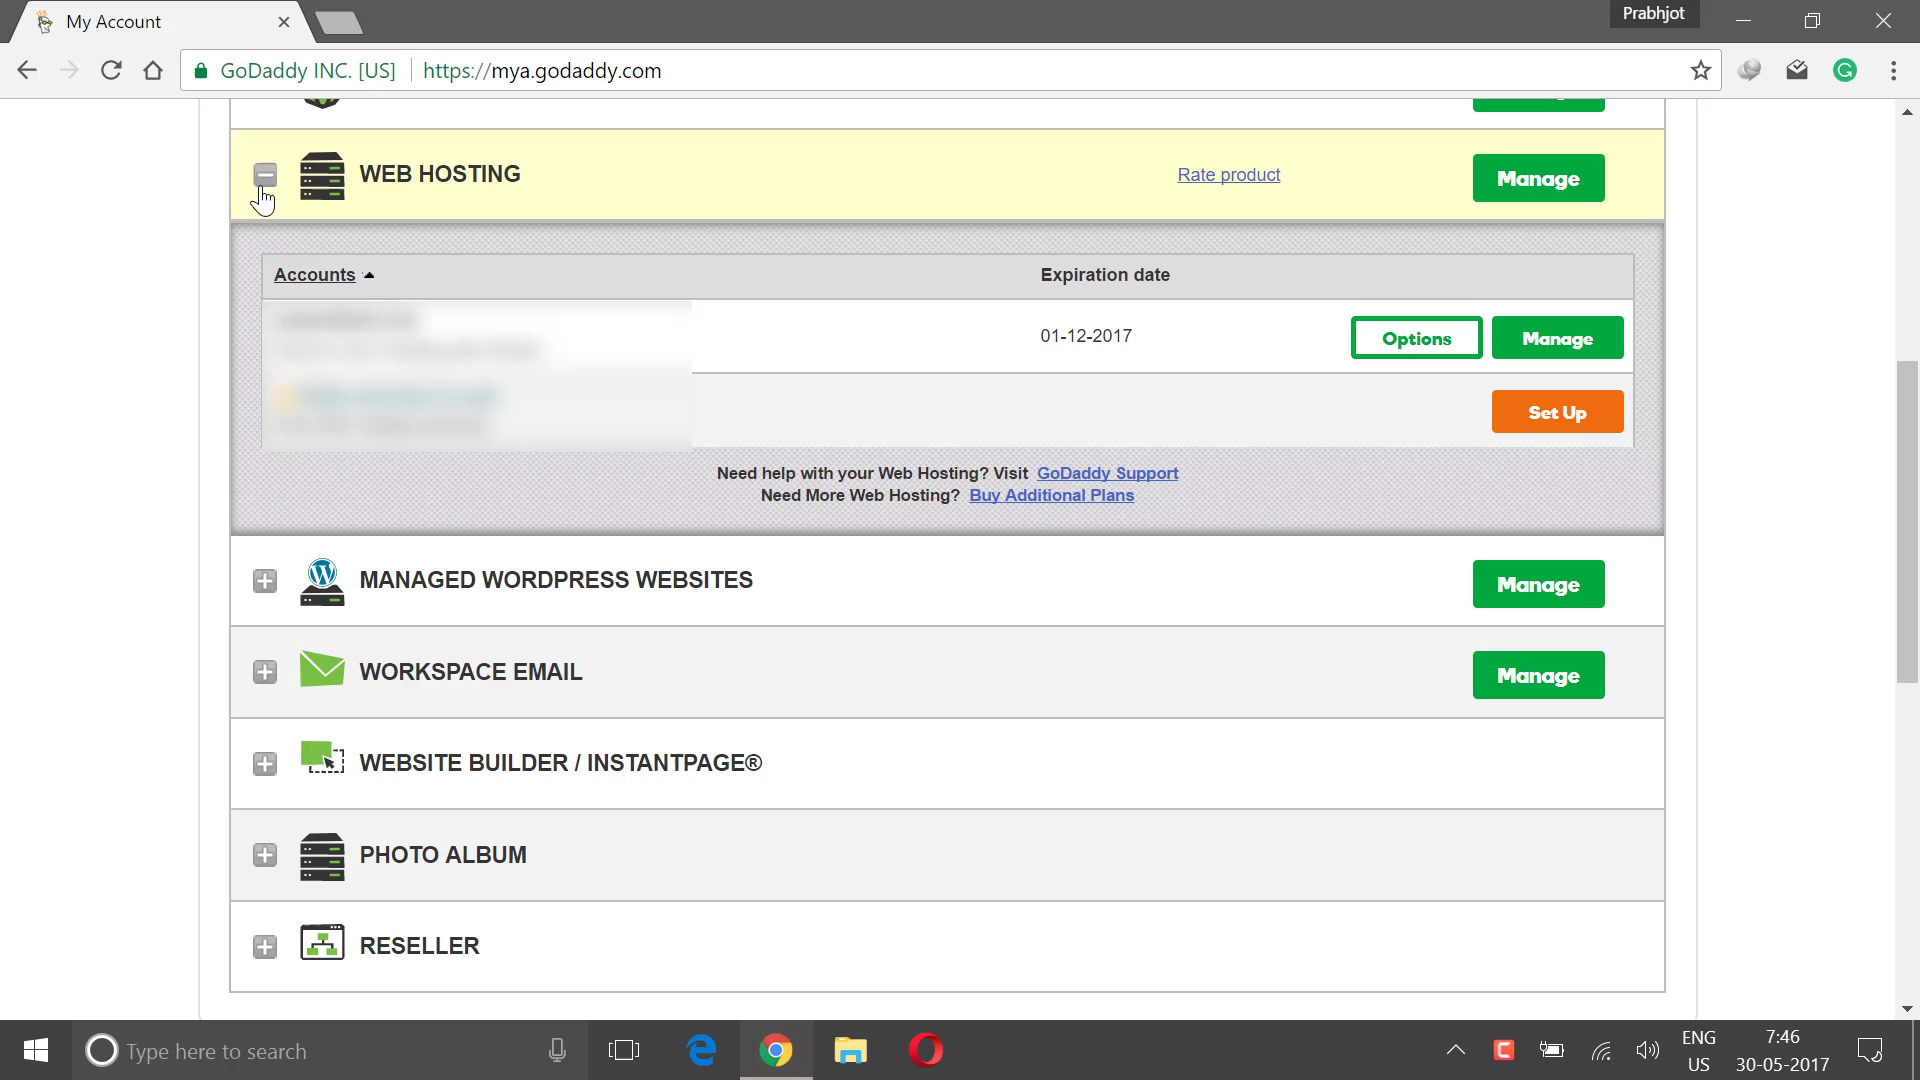 My Account
Prabhjot
GoDaddy INC. [US] https://mya.godaddy.com
WEB HOSTING Rate product Manage
Accounts Expiration date
01-12-2017 Options Manage
Set Up
Need help with your Web Hosting? Visit GoDaddy Support
Need More Web Hosting? Buy Additional Plans
MANAGED WORDPRESS WEBSITES Manage
WORKSPACE EMAIL Manage
WEBSITE BUILDER / INSTANTPAGE®
PHOTO ALBUM
RESELLER
Type here to search
ENG 7:46
US 30-05-2017